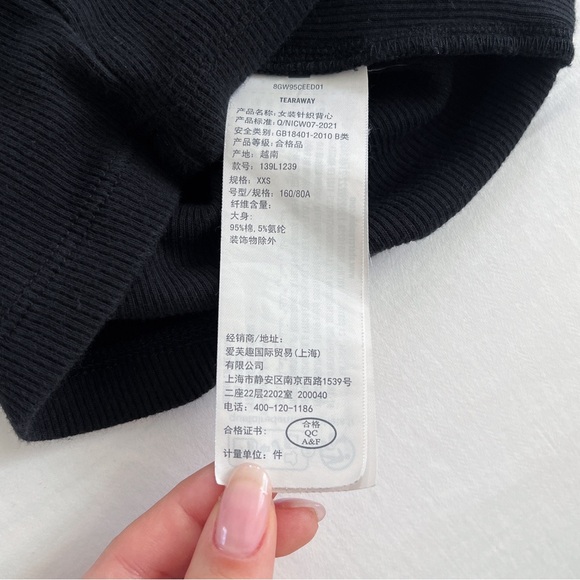 8GW95CEED01
TEARAWAY
产品名称: 女装针织背心
产品标准: Q/NICW07-2021
安全类别: GB18401-2010 B类
产品等级: 合格品
产地: 越南
款号: 139L1239
规格: XXS
号型/规格: 160/80A
纤维含量:
大身:
95%棉,5%氨纶
装饰物除外
经销商/地址:
爱芙趣国际贸易(上海)
有限公司
上海市静安区南京西路1539号
二座22层2202室 200040
电话: 400-120-1186
合格证书: 合格
QC
A&F
计量单位: 件